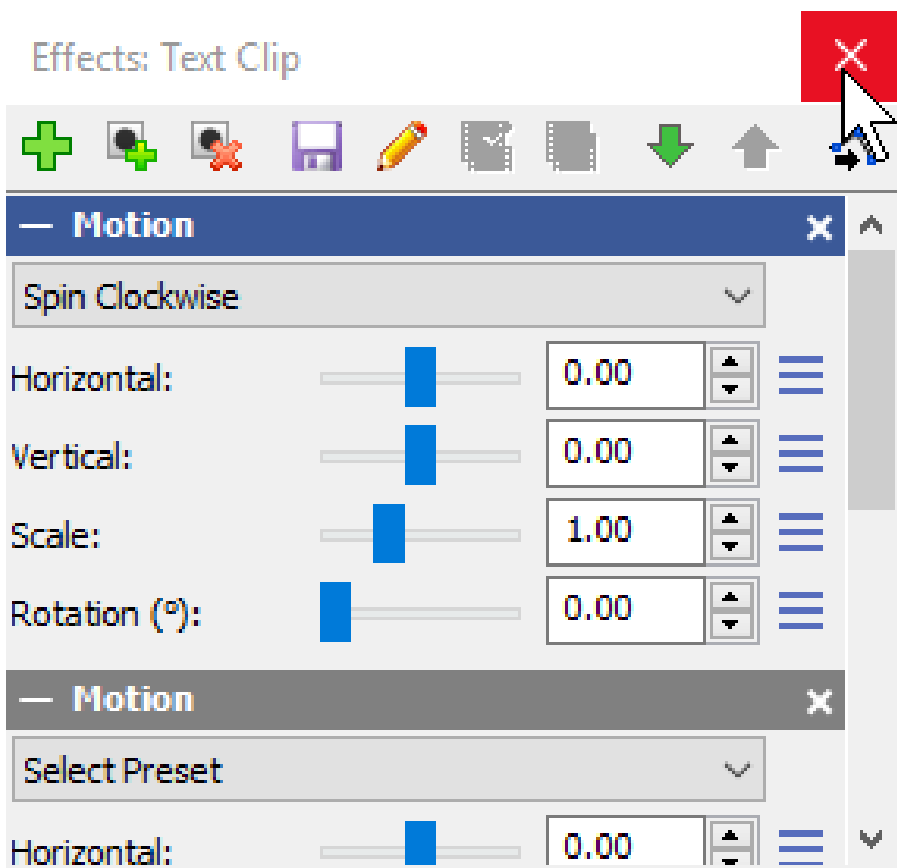 Effects: Text Clip
Motion
Spin Clockwise
Horizontal: 0.00
Vertical: 0.00
Scale: 1.00
Rotation (º): 0.00
Motion
Select Preset
Horizontal: 0.00